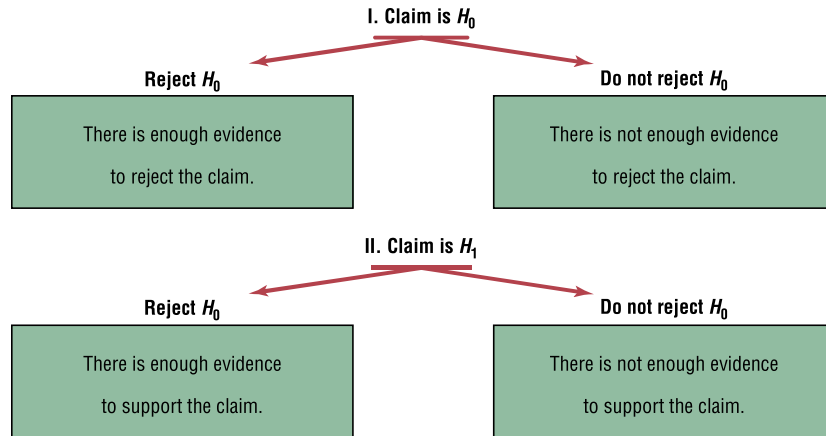 I. Claim is H₀
Reject H₀
Do not reject H₀
There is enough evidence
to reject the claim.
There is not enough evidence
to reject the claim.
II. Claim is H₁
Reject H₀
Do not reject H₀
There is enough evidence
to support the claim.
There is not enough evidence
to support the claim.